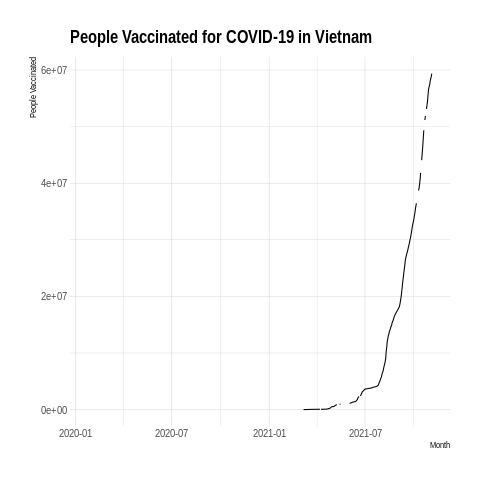 People Vaccinated for COVID-19 in Vietnam
People Vaccinated
6e+07
4e+07
2e+07
0e+00
2020-01 2020-07 2021-01 2021-07
Month